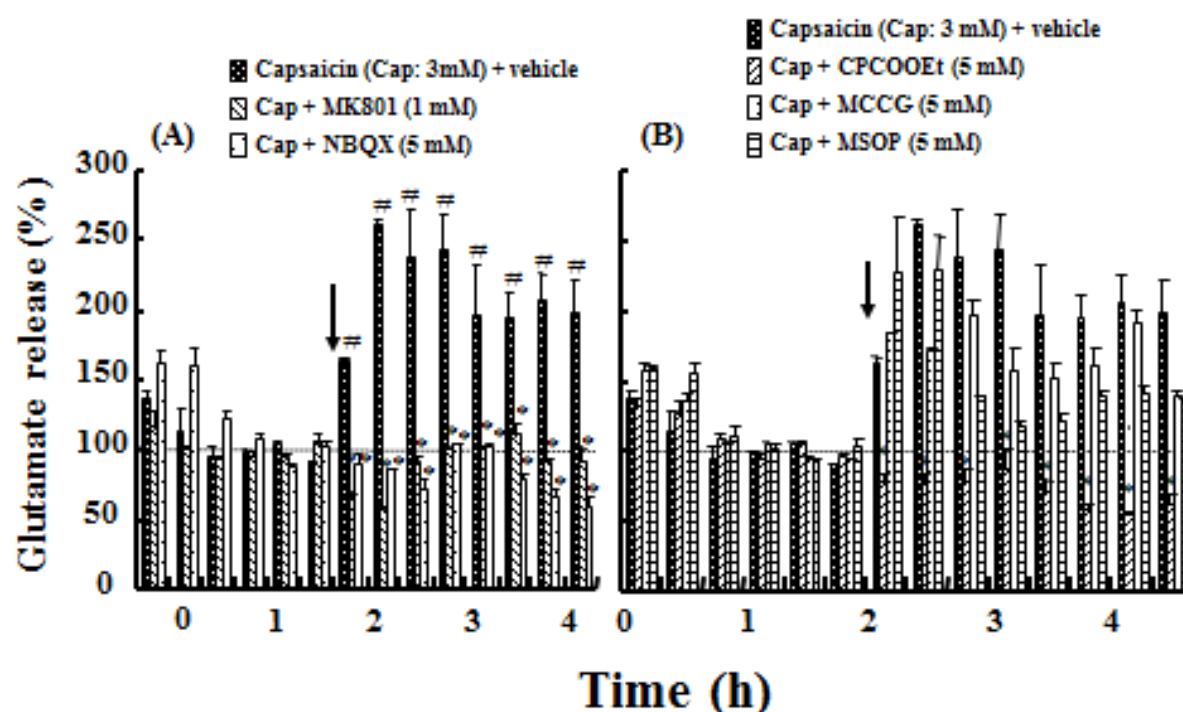 Capsaicin (Cap: 3mM) + vehicle
Cap + MK801 (1 mM)
Cap + NBQX (5 mM)
(A)
Capsaicin (Cap: 3 mM) + vehicle
Cap + CPCOOEt (5 mM)
Cap + MCCG (5 mM)
Cap + MSOP (5 mM)
(B)
Glutamate release (%)
300
250
200
150
100
50
0
# # # # # # # #
0 1 2 3 4
0 1 2 3 4
Time (h)